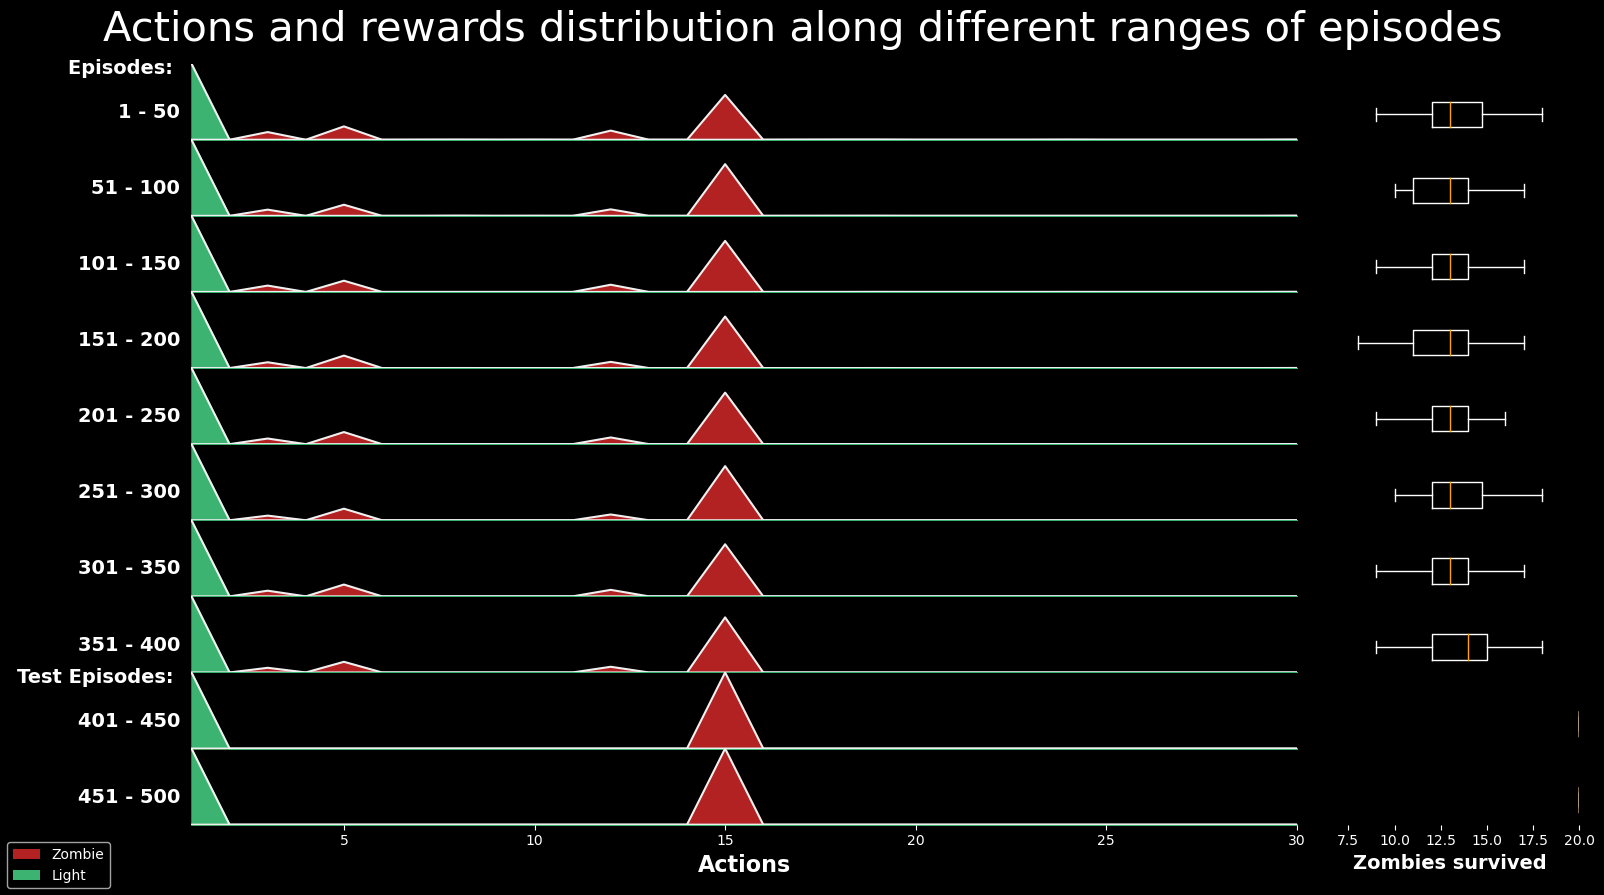 Actions and rewards distribution along different ranges of episodes
Episodes:
1 - 50
51 - 100
101 - 150
151 - 200
201 - 250
251 - 300
301 - 350
351 - 400
Test Episodes:
401 - 450
451 - 500
5 10 15 20 25 30
Actions
7.5 10.0 12.5 15.0 17.5 20.0
Zombies survived
Zombie
Light